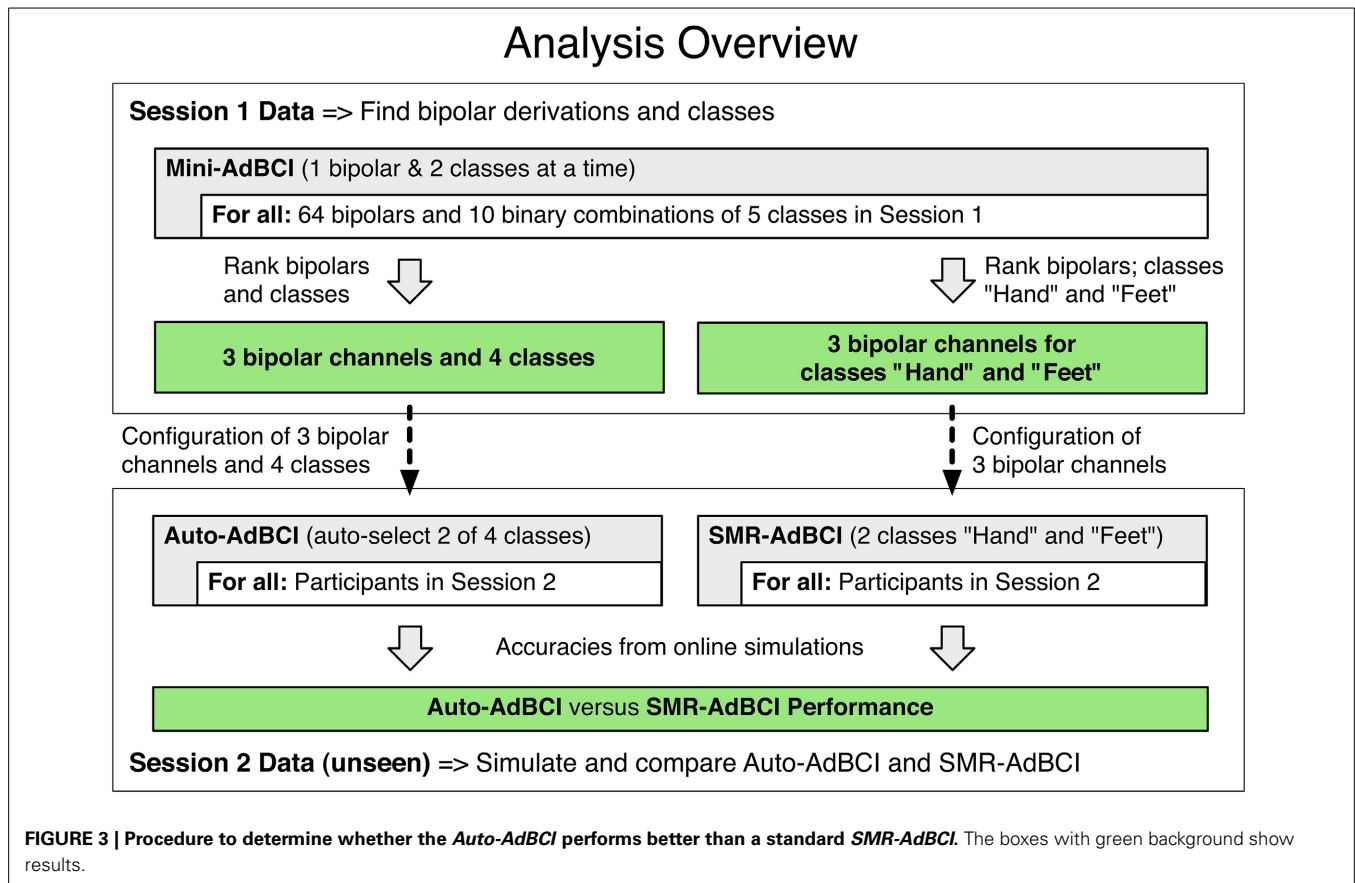 Analysis Overview
Session 1 Data => Find bipolar derivations and classes
Mini-AdBCI (1 bipolar & 2 classes at a time)
For all: 64 bipolars and 10 binary combinations of 5 classes in Session 1
Rank bipolars
and classes
Rank bipolars; classes
"Hand" and "Feet"
3 bipolar channels and 4 classes
3 bipolar channels for
classes "Hand" and "Feet"
Configuration of 3 bipolar
channels and 4 classes
Configuration of
3 bipolar channels
Auto-AdBCI (auto-select 2 of 4 classes)
For all: Participants in Session 2
SMR-AdBCI (2 classes "Hand" and "Feet")
For all: Participants in Session 2
Accuracies from online simulations
Auto-AdBCI versus SMR-AdBCI Performance
Session 2 Data (unseen) => Simulate and compare Auto-AdBCI and SMR-AdBCI
FIGURE 3 | Procedure to determine whether the Auto-AdBCI performs better than a standard SMR-AdBCI. The boxes with green background show
results.